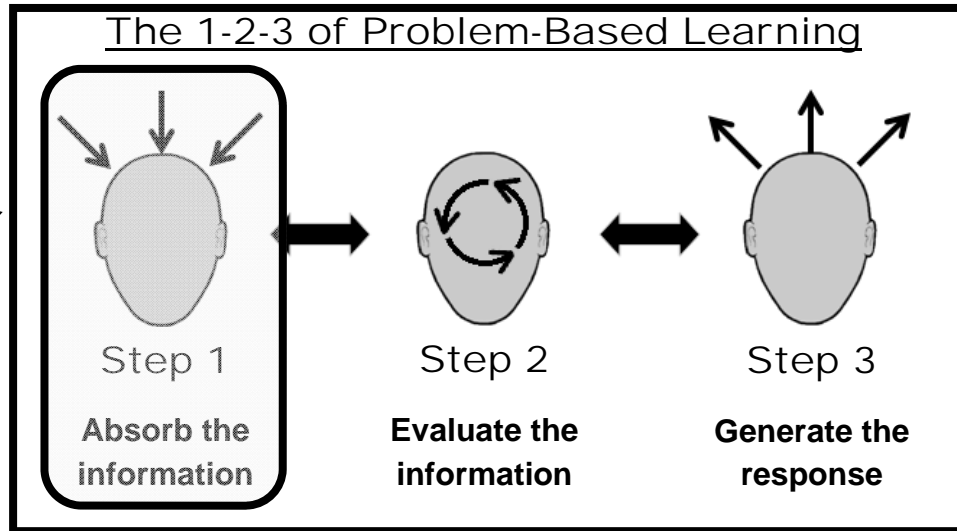 The 1-2-3 of Problem-Based Learning
Step 1
Absorb the
information
Step 2
Evaluate the
information
Step 3
Generate the
response